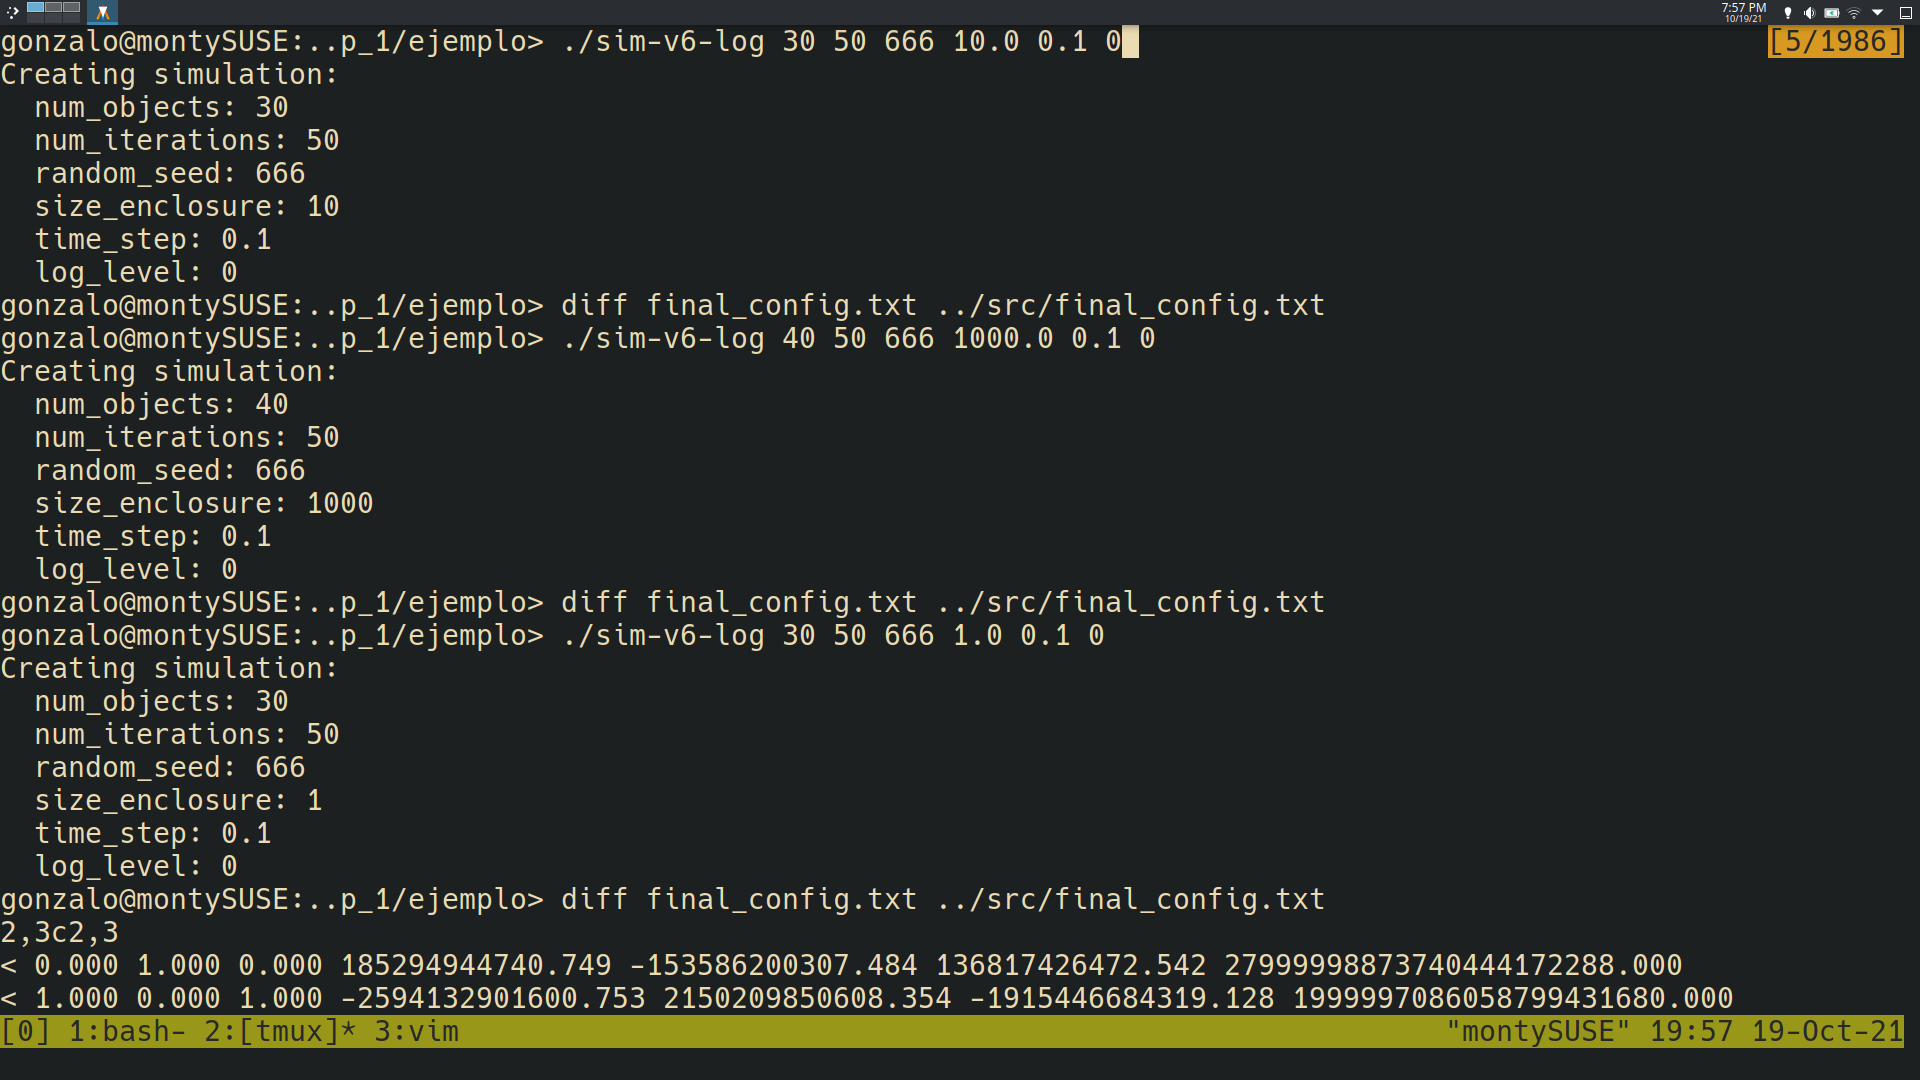 7:57 PM
10/19/21
gonzalo@montySUSE:..p_1/ejemplo> ./sim-v6-log 30 50 666 10.0 0.1 0 [5/1986]
Creating simulation:
  num_objects: 30
  num_iterations: 50
  random_seed: 666
  size_enclosure: 10
  time_step: 0.1
  log_level: 0
gonzalo@montySUSE:..p_1/ejemplo> diff final_config.txt ../src/final_config.txt
gonzalo@montySUSE:..p_1/ejemplo> ./sim-v6-log 40 50 666 1000.0 0.1 0
Creating simulation:
  num_objects: 40
  num_iterations: 50
  random_seed: 666
  size_enclosure: 1000
  time_step: 0.1
  log_level: 0
gonzalo@montySUSE:..p_1/ejemplo> diff final_config.txt ../src/final_config.txt
gonzalo@montySUSE:..p_1/ejemplo> ./sim-v6-log 30 50 666 1.0 0.1 0
Creating simulation:
  num_objects: 30
  num_iterations: 50
  random_seed: 666
  size_enclosure: 1
  time_step: 0.1
  log_level: 0
gonzalo@montySUSE:..p_1/ejemplo> diff final_config.txt ../src/final_config.txt
2,3c2,3
< 0.000 1.000 0.000 185294944740.749 -153586200307.484 136817426472.542 279999988737740444172288.000
< 1.000 0.000 1.000 -2594132901600.753 2150209850608.354 -1915446684319.128 1999997086058799431680.000
[0] 1:bash- 2:[tmux]* 3:vim "montySUSE" 19:57 19-Oct-21